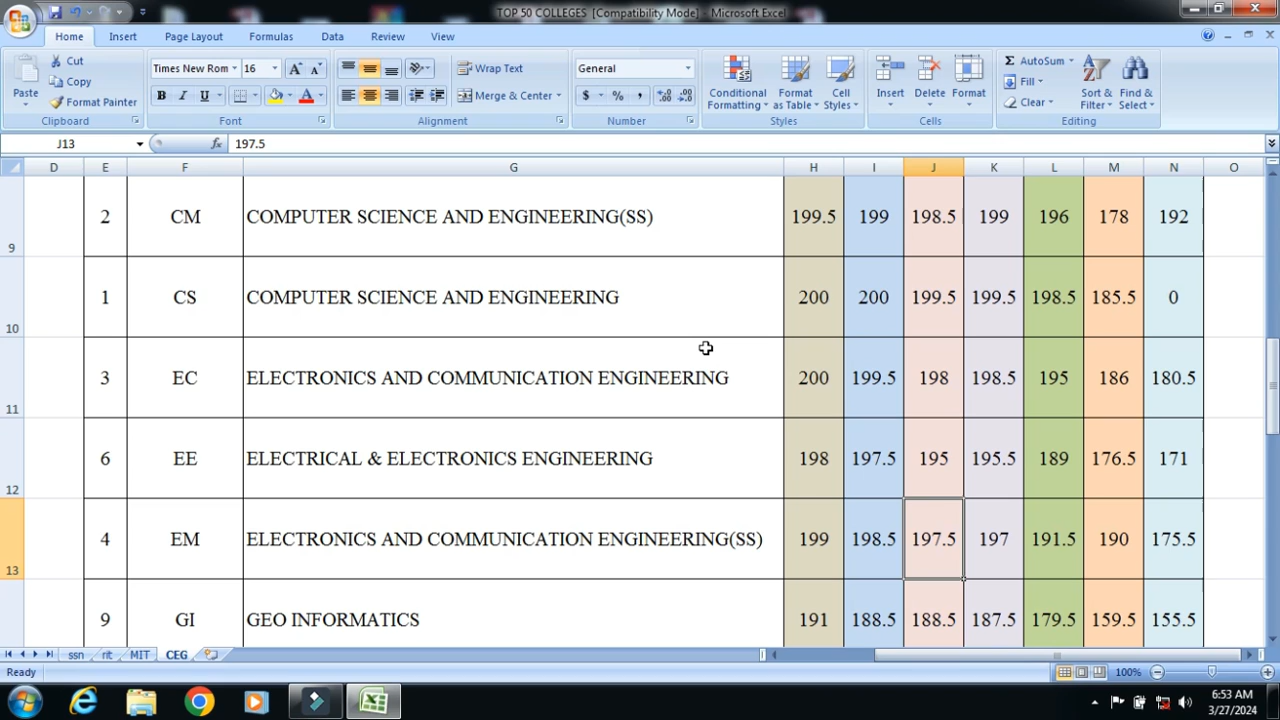 TOP 50 COLLEGES [Compatibility Mode] - Microsoft Excel
Home Insert Page Layout Formulas Data Review View
Paste Cut Copy Format Painter Clipboard
Times New Rom 16 A A B I U A Font
Wrap Text Merge & Center Alignment
General $ % , Number
Conditional Formatting Format as Table Cell Styles Styles
Insert Delete Format Cells
Σ AutoSum Fill Clear Sort & Filter Find & Select Editing
J13 fx 197.5
D E F G H I J K L M N O
9 2 CM COMPUTER SCIENCE AND ENGINEERING(SS) 199.5 199 198.5 199 196 178 192
10 1 CS COMPUTER SCIENCE AND ENGINEERING 200 200 199.5 199.5 198.5 185.5 0
11 3 EC ELECTRONICS AND COMMUNICATION ENGINEERING 200 199.5 198 198.5 195 186 180.5
12 6 EE ELECTRICAL & ELECTRONICS ENGINEERING 198 197.5 195 195.5 189 176.5 171
13 4 EM ELECTRONICS AND COMMUNICATION ENGINEERING(SS) 199 198.5 197.5 197 191.5 190 175.5
9 GI GEO INFORMATICS 191 188.5 188.5 187.5 179.5 159.5 155.5
ssn rit MIT CEG
Ready 100%
6:53 AM
3/27/2024